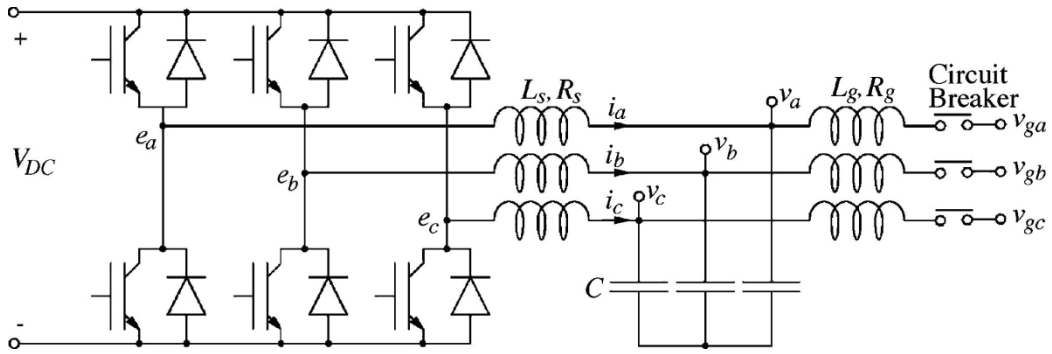 +
V_DC
-
e_a
e_b
e_c
L_s, R_s
i_a
i_b
i_c
v_a
v_b
v_c
C
L_g, R_g
Circuit
Breaker
v_ga
v_gb
v_gc